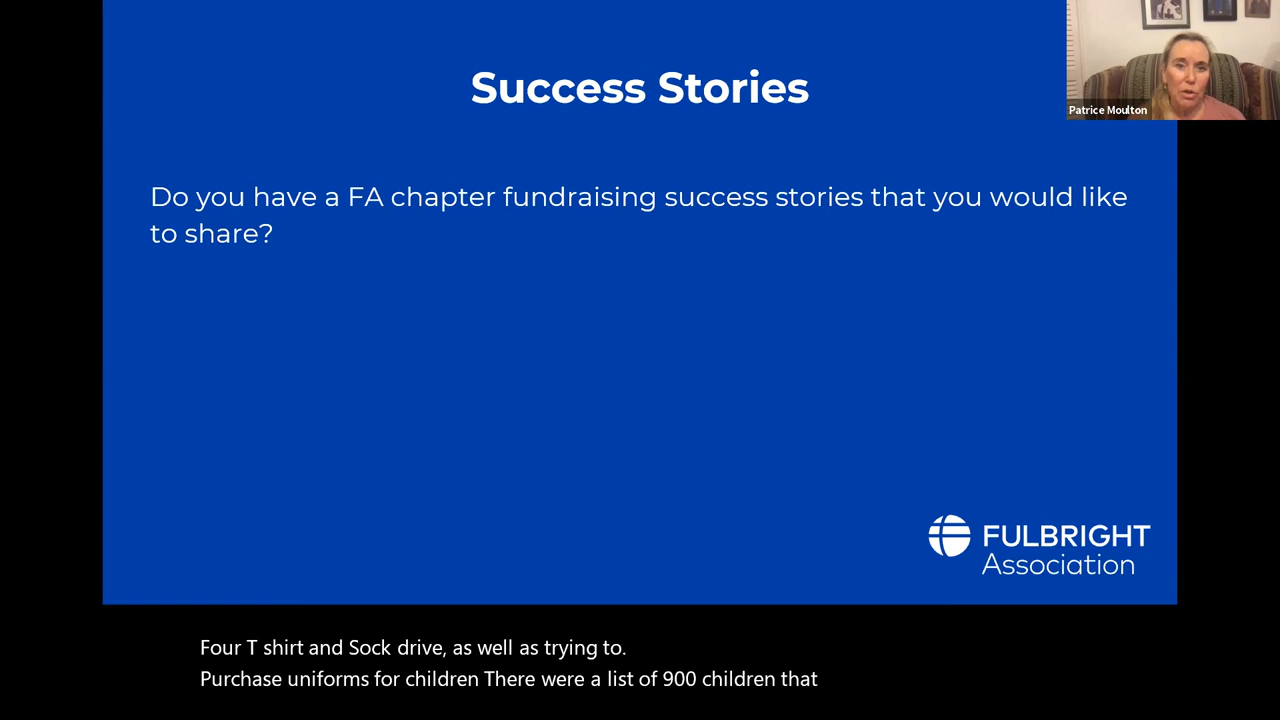 Success Stories
Patrice Moulton
Do you have a FA chapter fundraising success stories that you would like
to share?
FULBRIGHT
Association
Four T shirt and Sock drive, as well as trying to.
Purchase uniforms for children There were a list of 900 children that